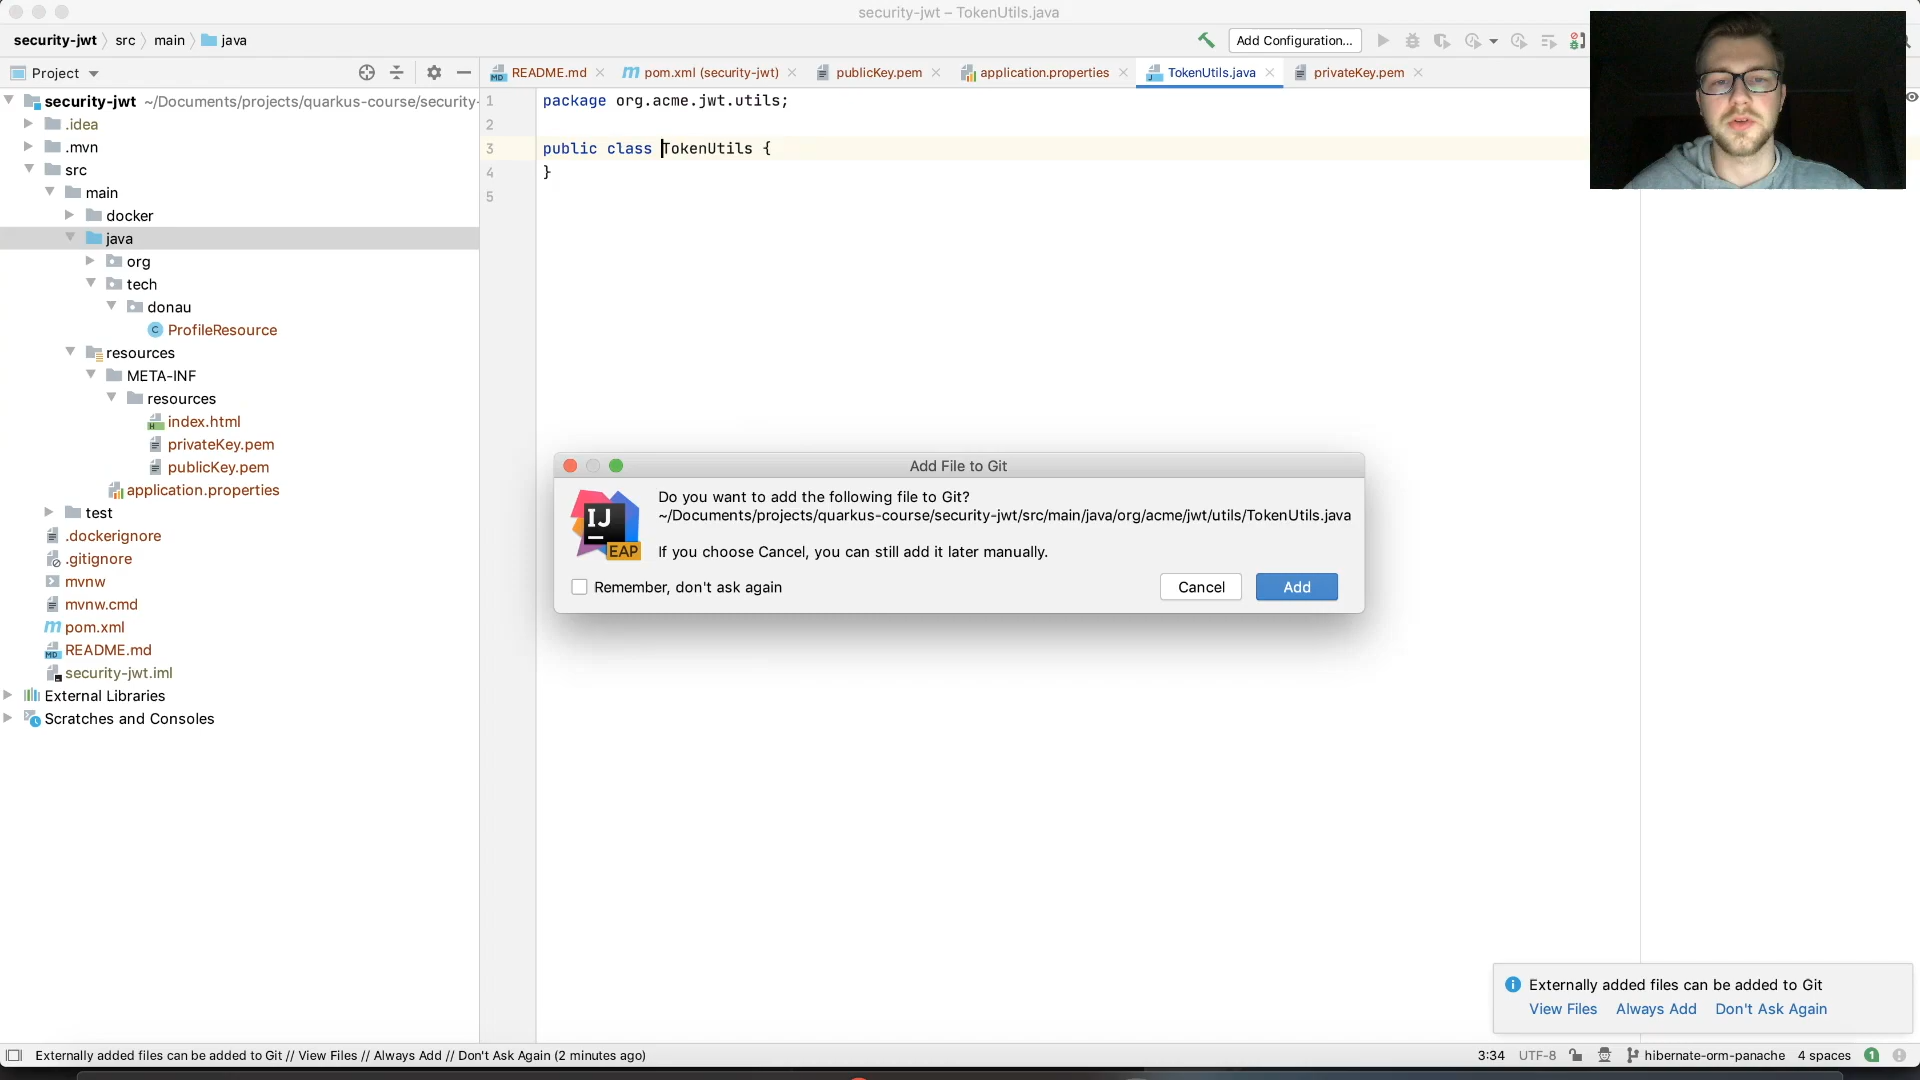 security-jwt – TokenUtils.java
security-jwt src main java
Add Configuration...
Project
README.md pom.xml (security-jwt) publicKey.pem application.properties TokenUtils.java privateKey.pem
security-jwt ~/Documents/projects/quarkus-course/security-
.idea
.mvn
src
main
docker
java
org
tech
donau
ProfileResource
resources
META-INF
resources
index.html
privateKey.pem
publicKey.pem
application.properties
test
.dockerignore
.gitignore
mvnw
mvnw.cmd
pom.xml
README.md
security-jwt.iml
External Libraries
Scratches and Consoles
1 package org.acme.jwt.utils;
2
3 public class TokenUtils {
4 }
5
Add File to Git
IJ
EAP
Do you want to add the following file to Git?
~/Documents/projects/quarkus-course/security-jwt/src/main/java/org/acme/jwt/utils/TokenUtils.java
If you choose Cancel, you can still add it later manually.
Remember, don't ask again
Cancel Add
Externally added files can be added to Git
View Files Always Add Don't Ask Again
Externally added files can be added to Git // View Files // Always Add // Don't Ask Again (2 minutes ago)
3:34 UTF-8 hibernate-orm-panache 4 spaces 1